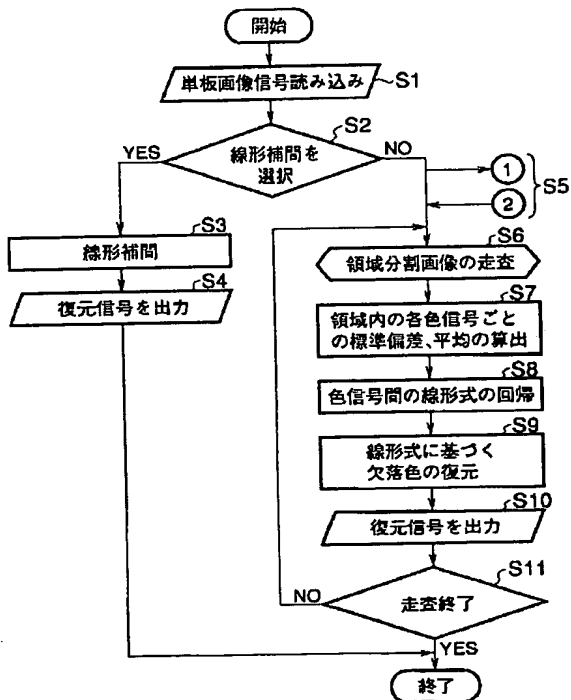 開始
単板画像信号読み込み
S1
S2
線形補間を
選択
YES
NO
1
2
S5
S3
線形補間
S4
復元信号を出力
S6
領域分割画像の走査
S7
領域内の各色信号ごと
の標準偏差、平均の算出
S8
色信号間の線形式の回帰
S9
線形式に基づく
欠落色の復元
S10
復元信号を出力
S11
走査終了
NO
YES
終了